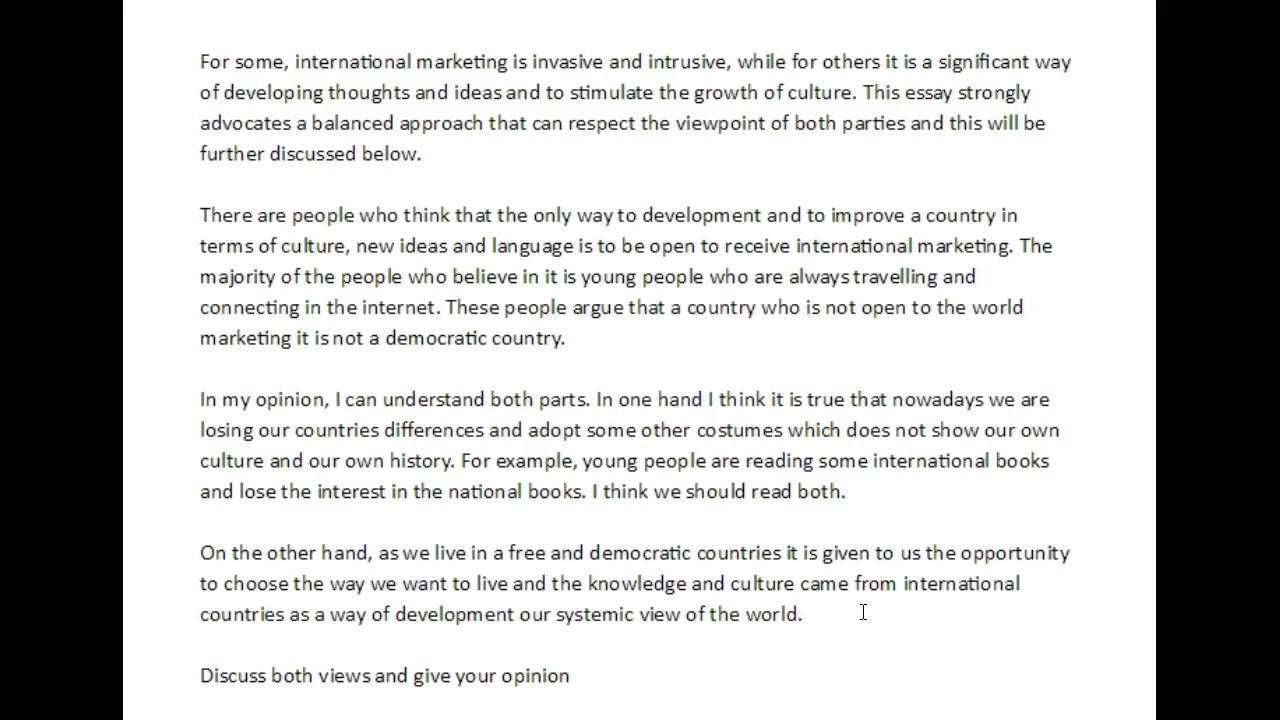 For some, international marketing is invasive and intrusive, while for others it is a significant way
of developing thoughts and ideas and to stimulate the growth of culture. This essay strongly
advocates a balanced approach that can respect the viewpoint of both parties and this will be
further discussed below.
There are people who think that the only way to development and to improve a country in
terms of culture, new ideas and language is to be open to receive international marketing. The
majority of the people who believe in it is young people who are always travelling and
connecting in the internet. These people argue that a country who is not open to the world
marketing it is not a democratic country.
In my opinion, I can understand both parts. In one hand I think it is true that nowadays we are
losing our countries differences and adopt some other costumes which does not show our own
culture and our own history. For example, young people are reading some international books
and lose the interest in the national books. I think we should read both.
On the other hand, as we live in a free and democratic countries it is given to us the opportunity
to choose the way we want to live and the knowledge and culture came from international
countries as a way of development our systemic view of the world.
Discuss both views and give your opinion